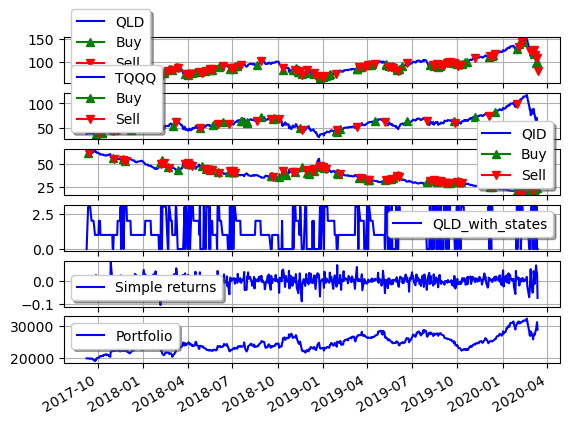 QLD
Buy
Sell
150
100
TQQQ
Buy
Sell
100
50
QID
Buy
Sell
50
25
QLD_with_states
2.5
0.0
Simple returns
0.0
−0.1
Portfolio
30000
20000
2017-10
2018-01
2018-04
2018-07
2018-10
2019-01
2019-04
2019-07
2019-10
2020-01
2020-04